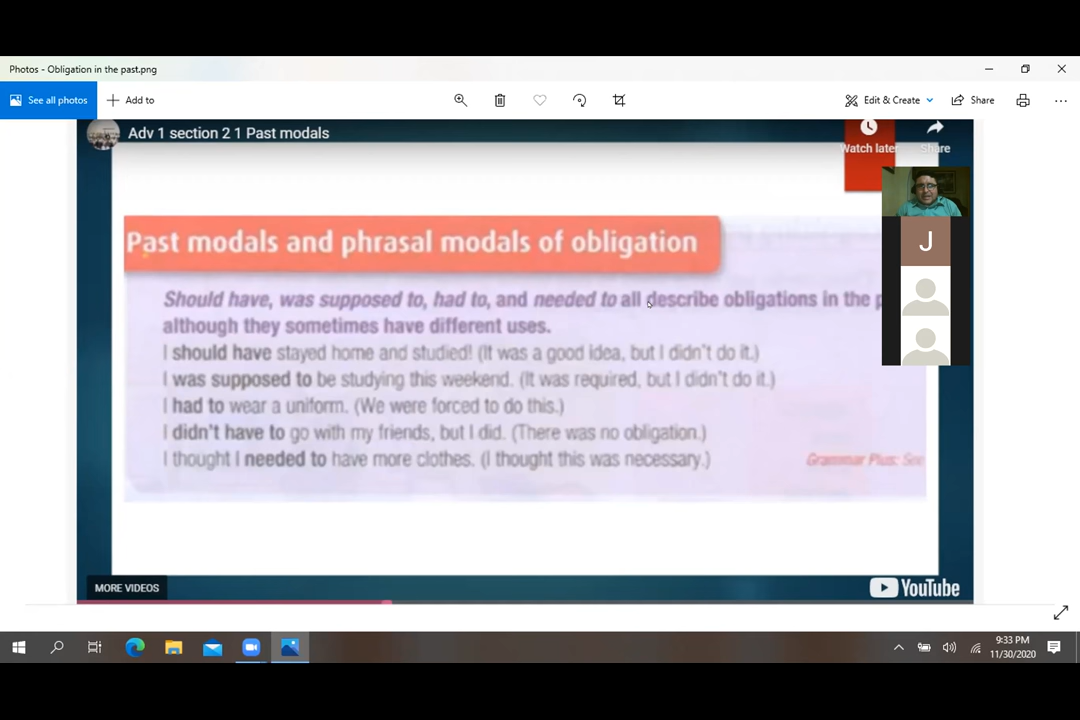 Photos - Obligation in the past.png
See all photos
Add to
Edit & Create
Share
Adv 1 section 2 1 Past modals
Watch later
Share
Past modals and phrasal modals of obligation
Should have, was supposed to, had to, and needed to all describe obligations in the p
although they sometimes have different uses.
I should have stayed home and studied! (It was a good idea, but I didn't do it.)
I was supposed to be studying this weekend. (It was required, but I didn't do it.)
I had to wear a uniform. (We were forced to do this.)
I didn't have to go with my friends, but I did. (There was no obligation.)
I thought I needed to have more clothes. (I thought this was necessary.)
Grammar Plus: See
J
MORE VIDEOS
YouTube
9:33 PM
11/30/2020